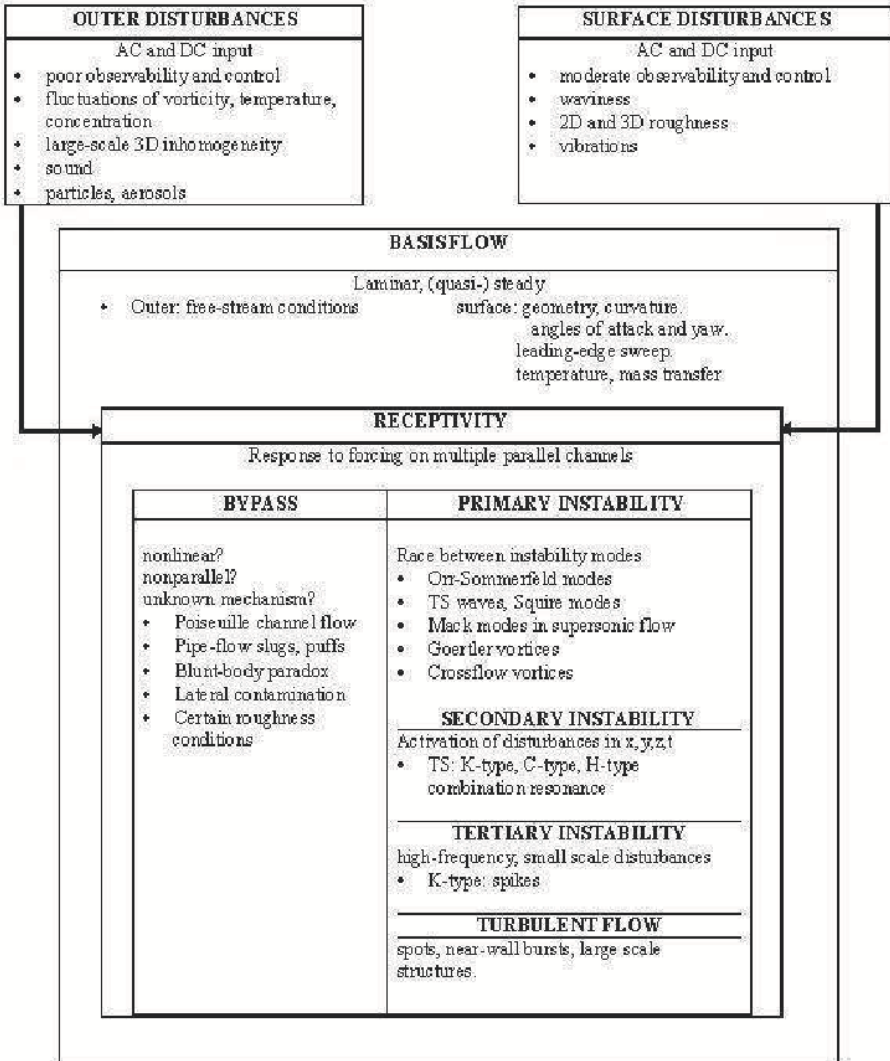 OUTER DISTURBANCES
AC and DC input
• poor observability and control
• fluctuations of vorticity, temperature,
concentration
• large-scale 3D inhomogeneity
• sound
• particles, aerosols
SURFACE DISTURBANCES
AC and DC input
• moderate observability and control
• waviness
• 2D and 3D roughness
• vibrations
BASISFLOW
Laminar, (quasi-) steady
• Outer: free-stream conditions
surface: geometry, curvature.
angles of attack and yaw.
leading-edge sweep.
temperature, mass transfer
RECEPTIVITY
Response to forcing on multiple parallel channels
BYPASS
nonlinear?
nonparallel?
unknown mechanism?
• Poiseuille channel flow
• Pipe-flow slugs, puffs
• Blunt-body paradox
• Lateral contamination
• Certain roughness
conditions
PRIMARY INSTABILITY
Race between instability modes
• Orr-Sommerfeld modes
• TS waves, Squire modes
• Mack modes in supersonic flow
• Goertler vortices
• Crossflow vortices
SECONDARY INSTABILITY
Activation of disturbances in x,y,z,t
• TS: K-type, C-type, H-type
combination resonance
TERTIARY INSTABILITY
high-frequency, small scale disturbances
• K-type: spikes
TURBULENT FLOW
spots, near-wall bursts, large scale
structures.